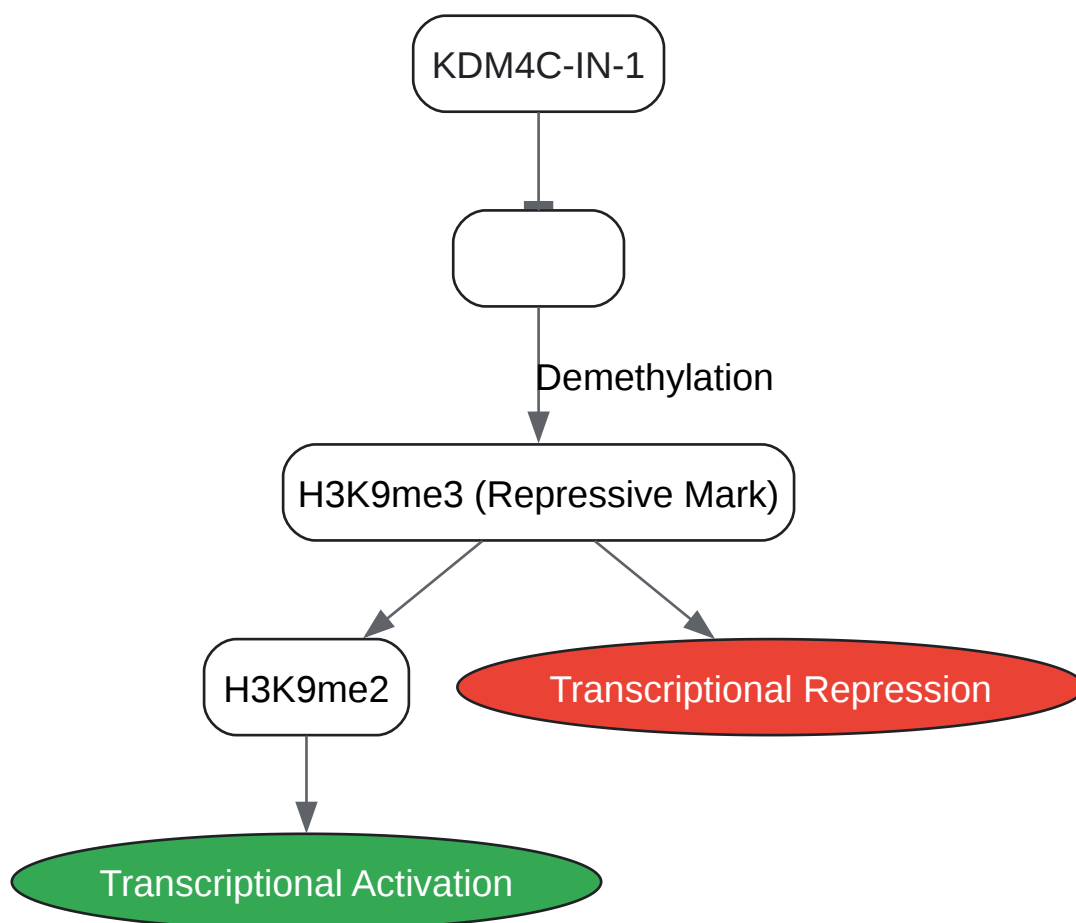 KDM4C-IN-1
Demethylation
H3K9me3 (Repressive Mark)
H3K9me2
Transcriptional Repression
Transcriptional Activation